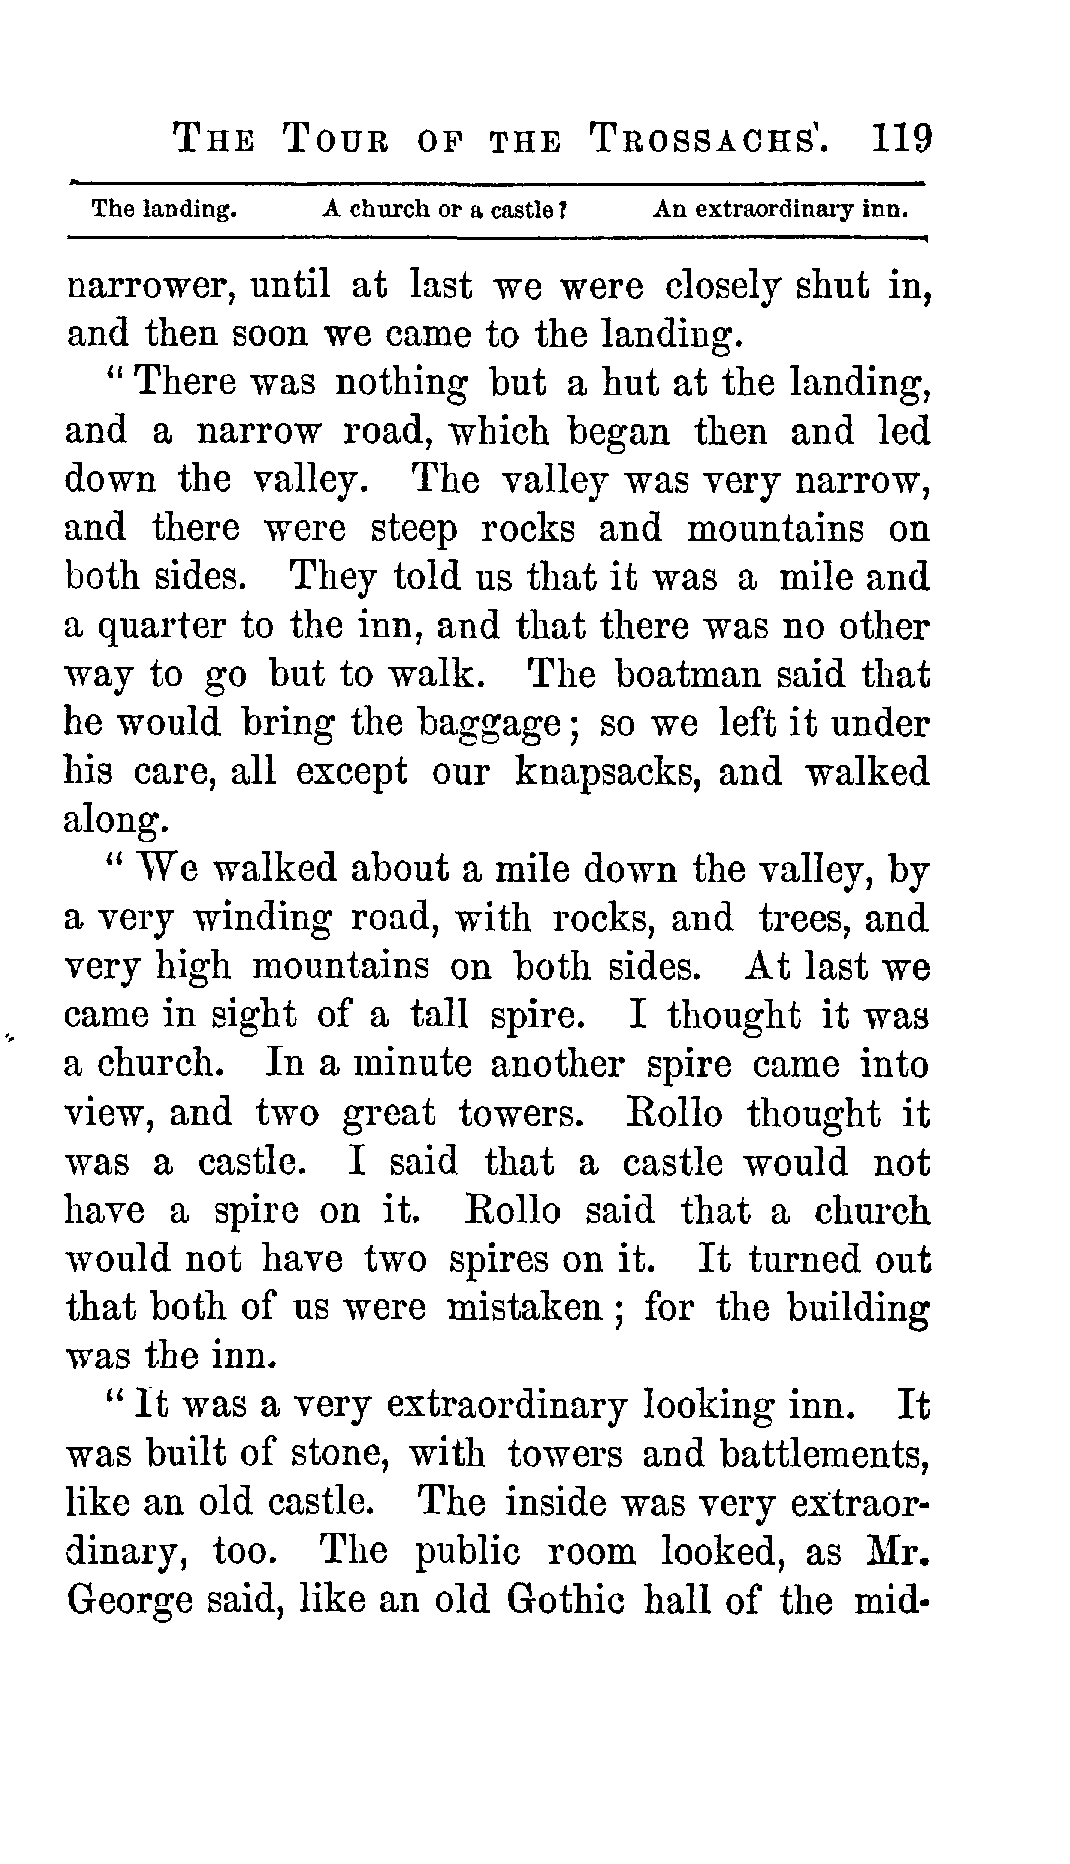 THE TOUR OF THE TROSSACHS. 119
The landing. A church or a castle? An extraordinary inn.
narrower, until at last we were closely shut in,
and then soon we came to the landing.
“ There was nothing but a hut at the landing,
and a narrow road, which began then and led
down the valley. The valley was very narrow,
and there were steep rocks and mountains on
both sides. They told us that it was a mile and
a quarter to the inn, and that there was no other
way to go but to walk. The boatman said that
he would bring the baggage; so we left it under
his care, all except our knapsacks, and walked
along.
“ We walked about a mile down the valley, by
a very winding road, with rocks, and trees, and
very high mountains on both sides. At last we
came in sight of a tall spire. I thought it was
a church. In a minute another spire came into
view, and two great towers. Rollo thought it
was a castle. I said that a castle would not
have a spire on it. Rollo said that a church
would not have two spires on it. It turned out
that both of us were mistaken ; for the building
was the inn.
“ It was a very extraordinary looking inn. It
was built of stone, with towers and battlements,
like an old castle. The inside was very extraor-
dinary, too. The public room looked, as Mr.
George said, like an old Gothic hall of the mid-